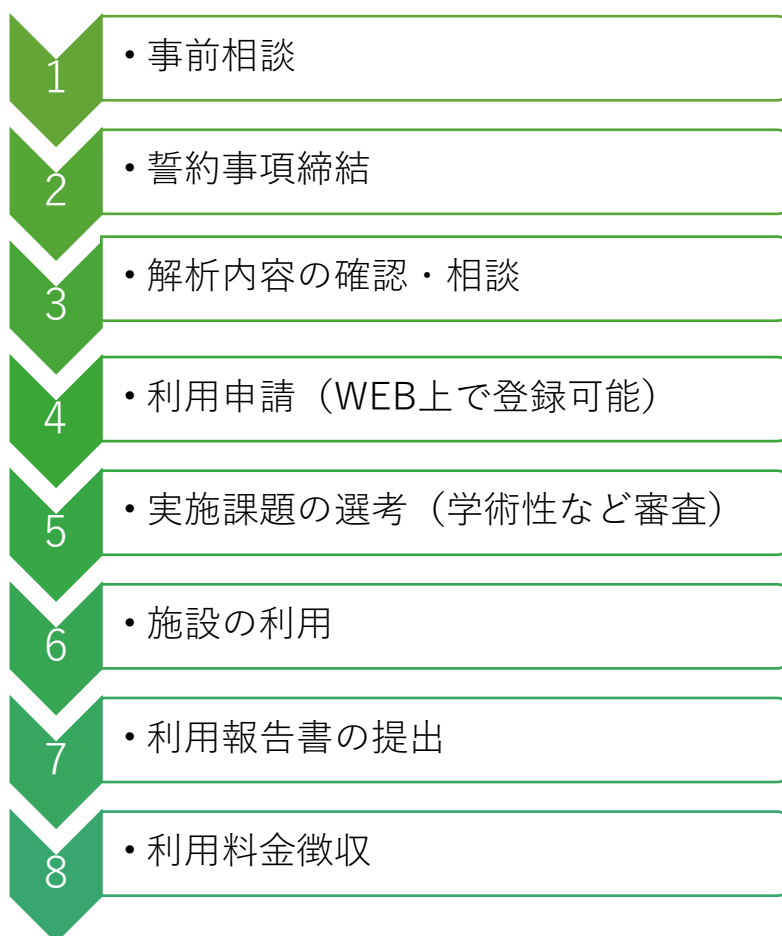 1
• 事前相談
2
• 誓約事項締結
3
• 解析内容の確認・相談
4
• 利用申請（WEB上で登録可能）
5
• 実施課題の選考（学術性など審査）
6
• 施設の利用
7
• 利用報告書の提出
8
• 利用料金徴収